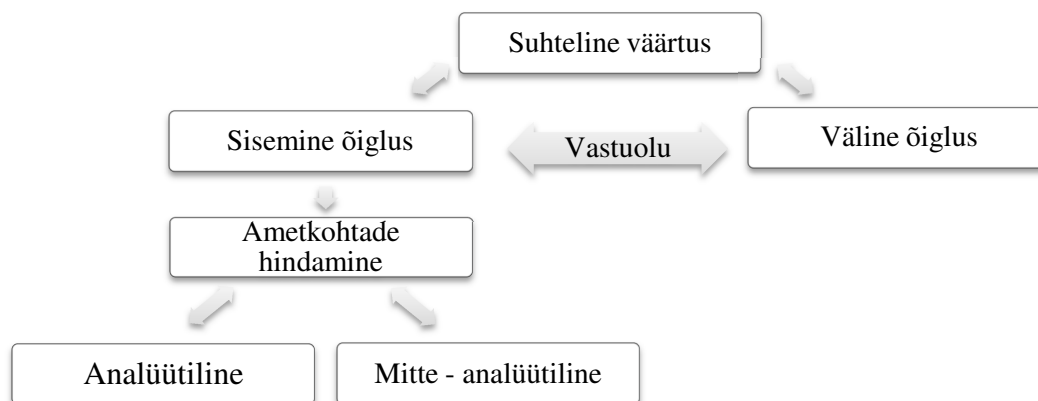 Suhteline väärtus
Sisemine õiglus
Vastuolu
Väline õiglus
Ametkohtade
hindamine
Analüütiline
Mitte - analüütiline